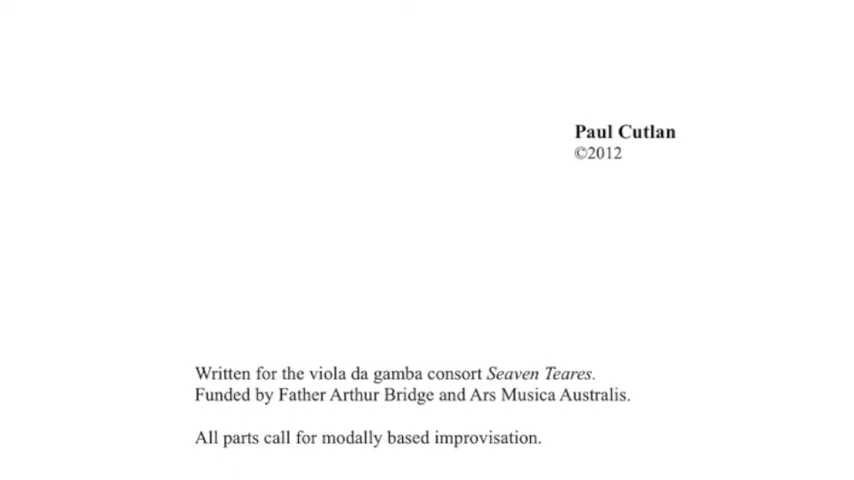 Paul Cutlan
©2012
Written for the viola da gamba consort Seaven Teares.
Funded by Father Arthur Bridge and Ars Musica Australis.
All parts call for modally based improvisation.